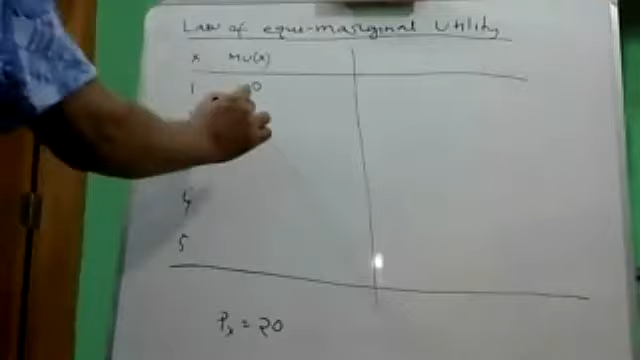 Law of equi-marginal Utility
x MU(x)
1
4
5
Px = 20